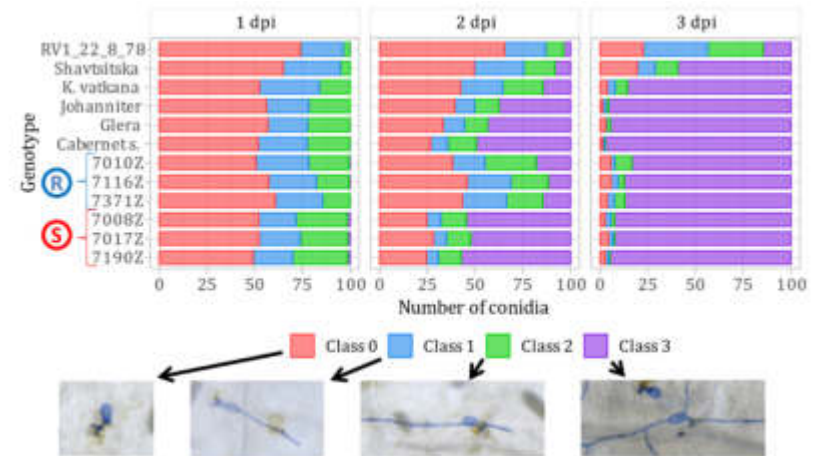 1 dpi 2 dpi 3 dpi
Genotype
RV1_22_8_78
Shavtsitska
K. vatkana
Johanniter
Glera
Cabernet s.
7010Z
R 7116Z
7371Z
7008Z
S 7017Z
7190Z
0 25 50 75 100 0 25 50 75 100 0 25 50 75 100
Number of conidia
Class 0 Class 1 Class 2 Class 3